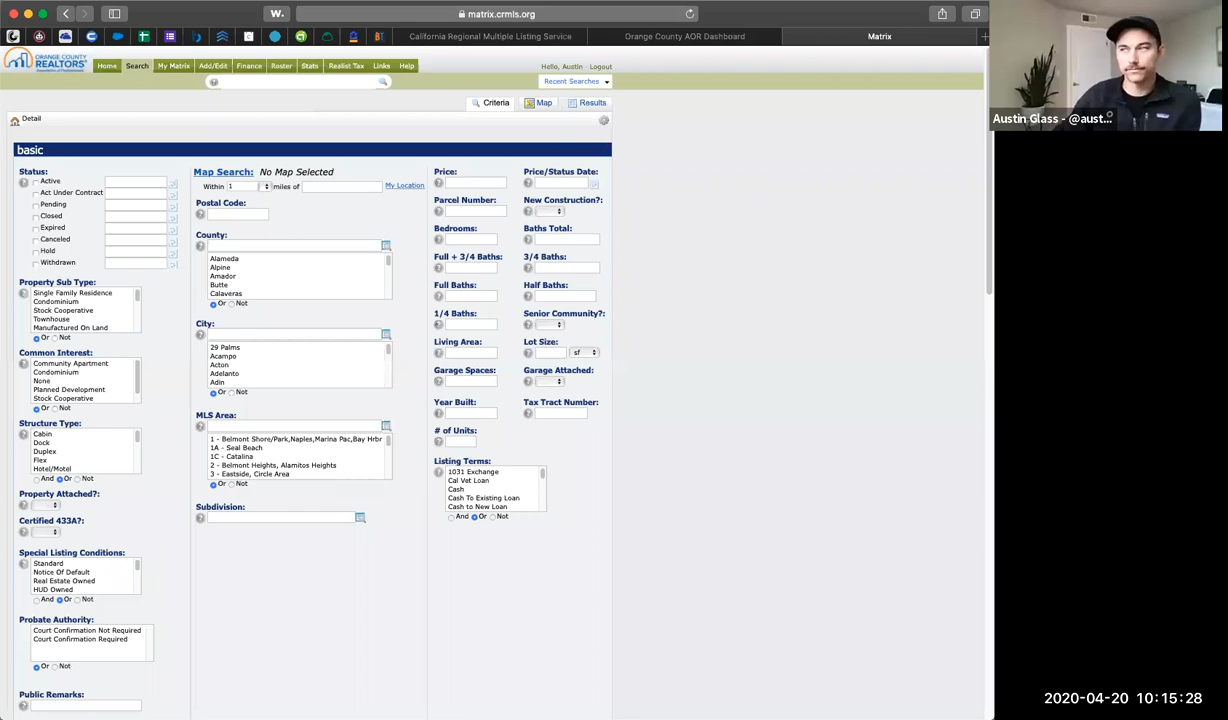 matrix.crmls.org
California Regional Multiple Listing Service
Orange County AOR Dashboard
Matrix
ORANGE COUNTY
REALTORS
Home
Search
My Matrix
Add/Edit
Finance
Roster
Stats
Realist Tax
Links
Help
Hello, Austin · Logout
Recent Searches
Criteria
Map
Results
Detail
basic
Status:
Active
Act Under Contract
Pending
Closed
Expired
Canceled
Hold
Withdrawn
Property Sub Type:
Single Family Residence
Condominium
Stock Cooperative
Townhouse
Manufactured On Land
Or Not
Common Interest:
Community Apartment
Condominium
None
Planned Development
Stock Cooperative
Or Not
Structure Type:
Cabin
Dock
Duplex
Flex
Hotel/Motel
And Or Not
Property Attached?:
Certified 433A?:
Special Listing Conditions:
Standard
Notice Of Default
Real Estate Owned
HUD Owned
And Or Not
Probate Authority:
Court Confirmation Not Required
Court Confirmation Required
Or Not
Public Remarks:
Map Search: No Map Selected
Within 1 miles of My Location
Postal Code:
County:
Alameda
Alpine
Amador
Butte
Calaveras
Or Not
City:
29 Palms
Acampo
Acton
Adelanto
Adin
Or Not
MLS Area:
1 - Belmont Shore/Park,Naples,Marina Pac,Bay Hrbr
1A - Seal Beach
1C - Catalina
2 - Belmont Heights, Alamitos Heights
3 - Eastside, Circle Area
Or Not
Subdivision:
Price: Price/Status Date:
Parcel Number: New Construction?:
Bedrooms: Baths Total:
Full + 3/4 Baths: 3/4 Baths:
Full Baths: Half Baths:
1/4 Baths: Senior Community?:
Living Area: Lot Size:
sf
Garage Spaces: Garage Attached:
Year Built: Tax Tract Number:
# of Units:
Listing Terms:
1031 Exchange
Cal Vet Loan
Cash
Cash To Existing Loan
Cash to New Loan
And Or Not
Austin Glass - @aust...
2020-04-20 10:15:28